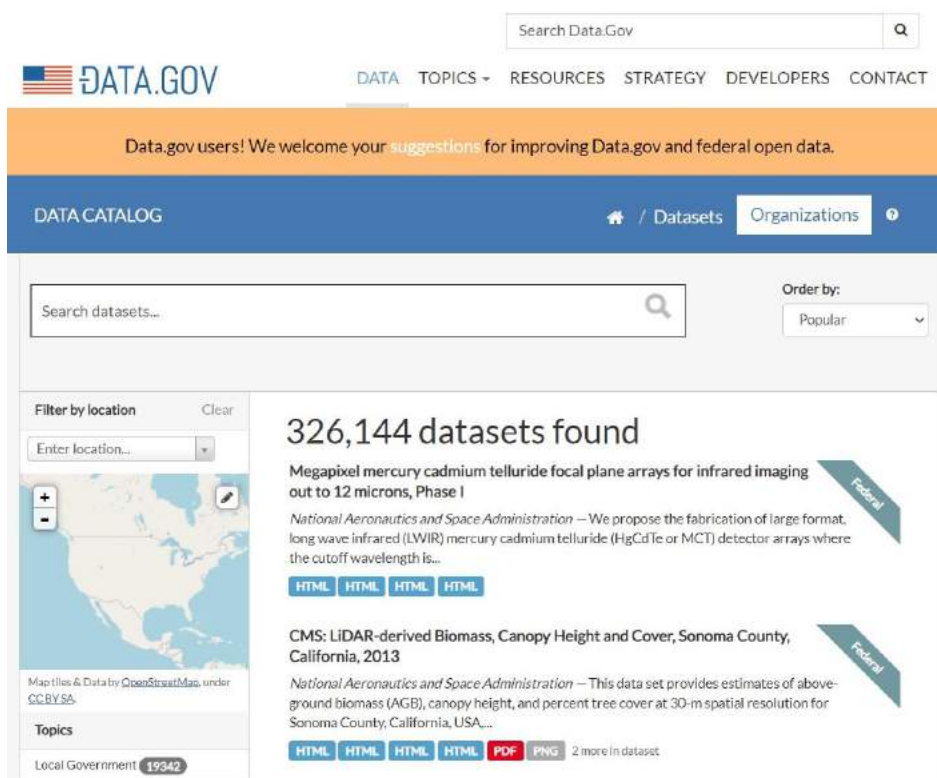 Search Data.Gov
DATA.GOV
DATA TOPICS RESOURCES STRATEGY DEVELOPERS CONTACT
Data.gov users! We welcome your suggestions for improving Data.gov and federal open data.
DATA CATALOG
/ Datasets Organizations ?
Search datasets...
Order by:
Popular
Filter by location Clear
Enter location...
+
-
Map tiles & Data by OpenStreetMap, under
CC BY SA.
Topics
Local Government 19342
326,144 datasets found
Megapixel mercury cadmium telluride focal plane arrays for infrared imaging
out to 12 microns, Phase I
Federal
National Aeronautics and Space Administration — We propose the fabrication of large format,
long wave infrared (LWIR) mercury cadmium telluride (HgCdTe or MCT) detector arrays where
the cutoff wavelength is...
HTML HTML HTML HTML
CMS: LiDAR-derived Biomass, Canopy Height and Cover, Sonoma County,
California, 2013
Federal
National Aeronautics and Space Administration — This data set provides estimates of above-
ground biomass (AGB), canopy height, and percent tree cover at 30-m spatial resolution for
Sonoma County, California, USA,...
HTML HTML HTML HTML PDF PNG 2 more in dataset